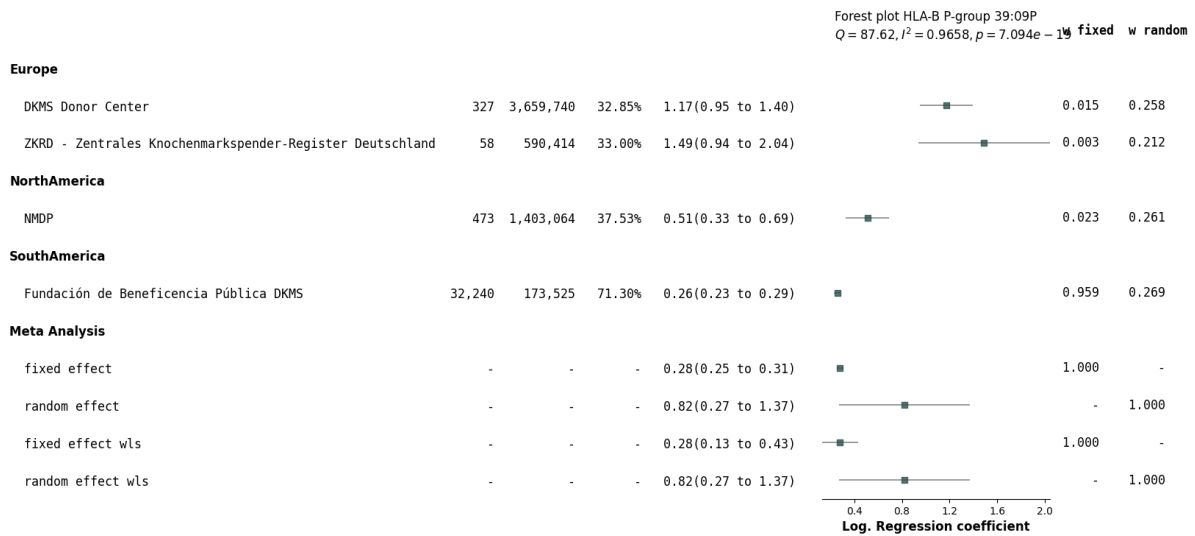 Forest plot HLA-B P-group 39:09P
Q = 87.62, I² = 0.9658, p = 7.094e − 19 w fixed w random
Europe
DKMS Donor Center 327 3,659,740 32.85% 1.17(0.95 to 1.40) 0.015 0.258
ZKRD - Zentrales Knochenmarkspender-Register Deutschland 58 590,414 33.00% 1.49(0.94 to 2.04) 0.003 0.212
NorthAmerica
NMDP 473 1,403,064 37.53% 0.51(0.33 to 0.69) 0.023 0.261
SouthAmerica
Fundación de Beneficencia Pública DKMS 32,240 173,525 71.30% 0.26(0.23 to 0.29) 0.959 0.269
Meta Analysis
fixed effect - - - 0.28(0.25 to 0.31) 1.000 -
random effect - - - 0.82(0.27 to 1.37) - 1.000
fixed effect wls - - - 0.28(0.13 to 0.43) 1.000 -
random effect wls - - - 0.82(0.27 to 1.37) - 1.000
0.4 0.8 1.2 1.6 2.0
Log. Regression coefficient